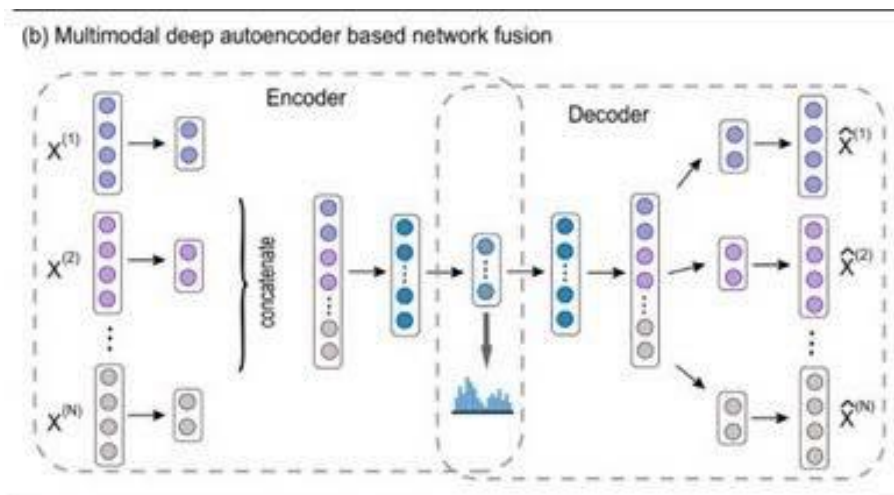 (b) Multimodal deep autoencoder based network fusion
Encoder
Decoder
X^(1)
X^(2)
X^(N)
concatenate
X̂^(1)
X̂^(2)
X̂^(N)